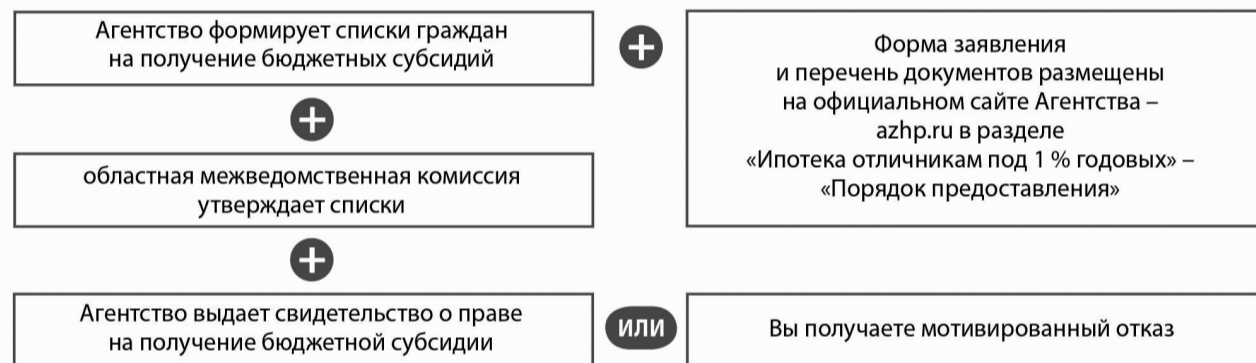 Агентство формирует списки граждан
на получение бюджетных субсидий
+
Форма заявления
и перечень документов размещены
на официальном сайте Агентства –
azhp.ru в разделе
«Ипотека отличникам под 1 % годовых» –
«Порядок предоставления»
+
областная межведомственная комиссия
утверждает списки
+
Агентство выдает свидетельство о праве
на получение бюджетной субсидии
ИЛИ
Вы получаете мотивированный отказ